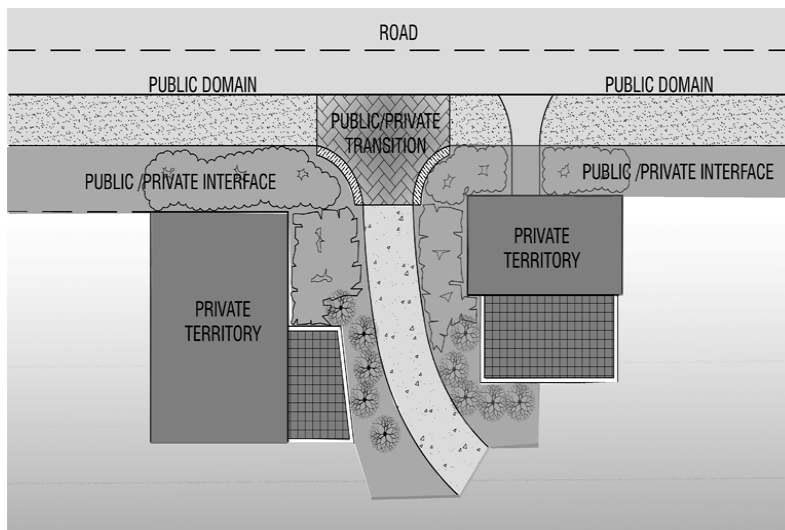 ROAD
PUBLIC DOMAIN
PUBLIC DOMAIN
PUBLIC/PRIVATE
TRANSITION
PUBLIC /PRIVATE INTERFACE
PUBLIC /PRIVATE INTERFACE
PRIVATE
TERRITORY
PRIVATE
TERRITORY